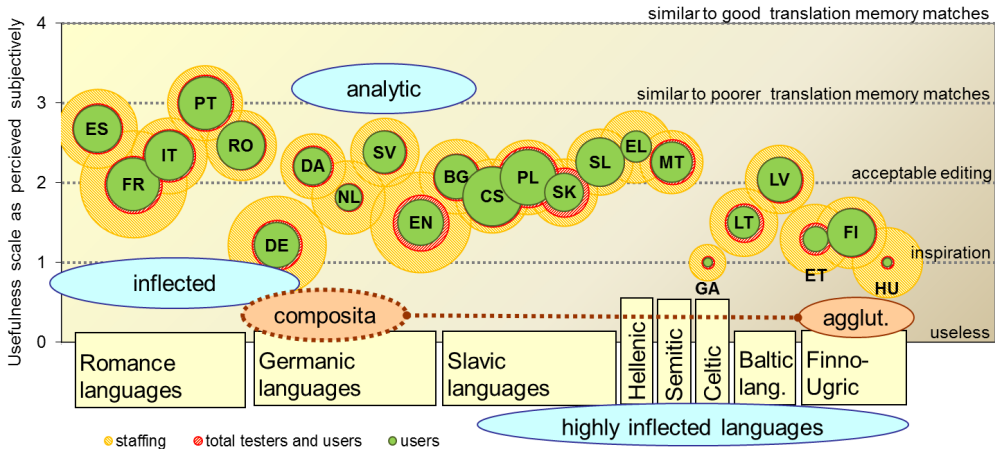 Usefulness scale as percieved subjectively
4
3
2
1
0
similar to good translation memory matches
similar to poorer translation memory matches
acceptable editing
inspiration
useless
analytic
ES
FR
IT
PT
RO
DE
DA
NL
SV
EN
BG
CS
PL
SK
SL
EL
MT
GA
LT
LV
ET
FI
HU
inflected
composita
agglut.
Romance
languages
Germanic
languages
Slavic
languages
Hellenic
Semitic
Celtic
Baltic
lang.
Finno-
Ugric
highly inflected languages
staffing
total testers and users
users